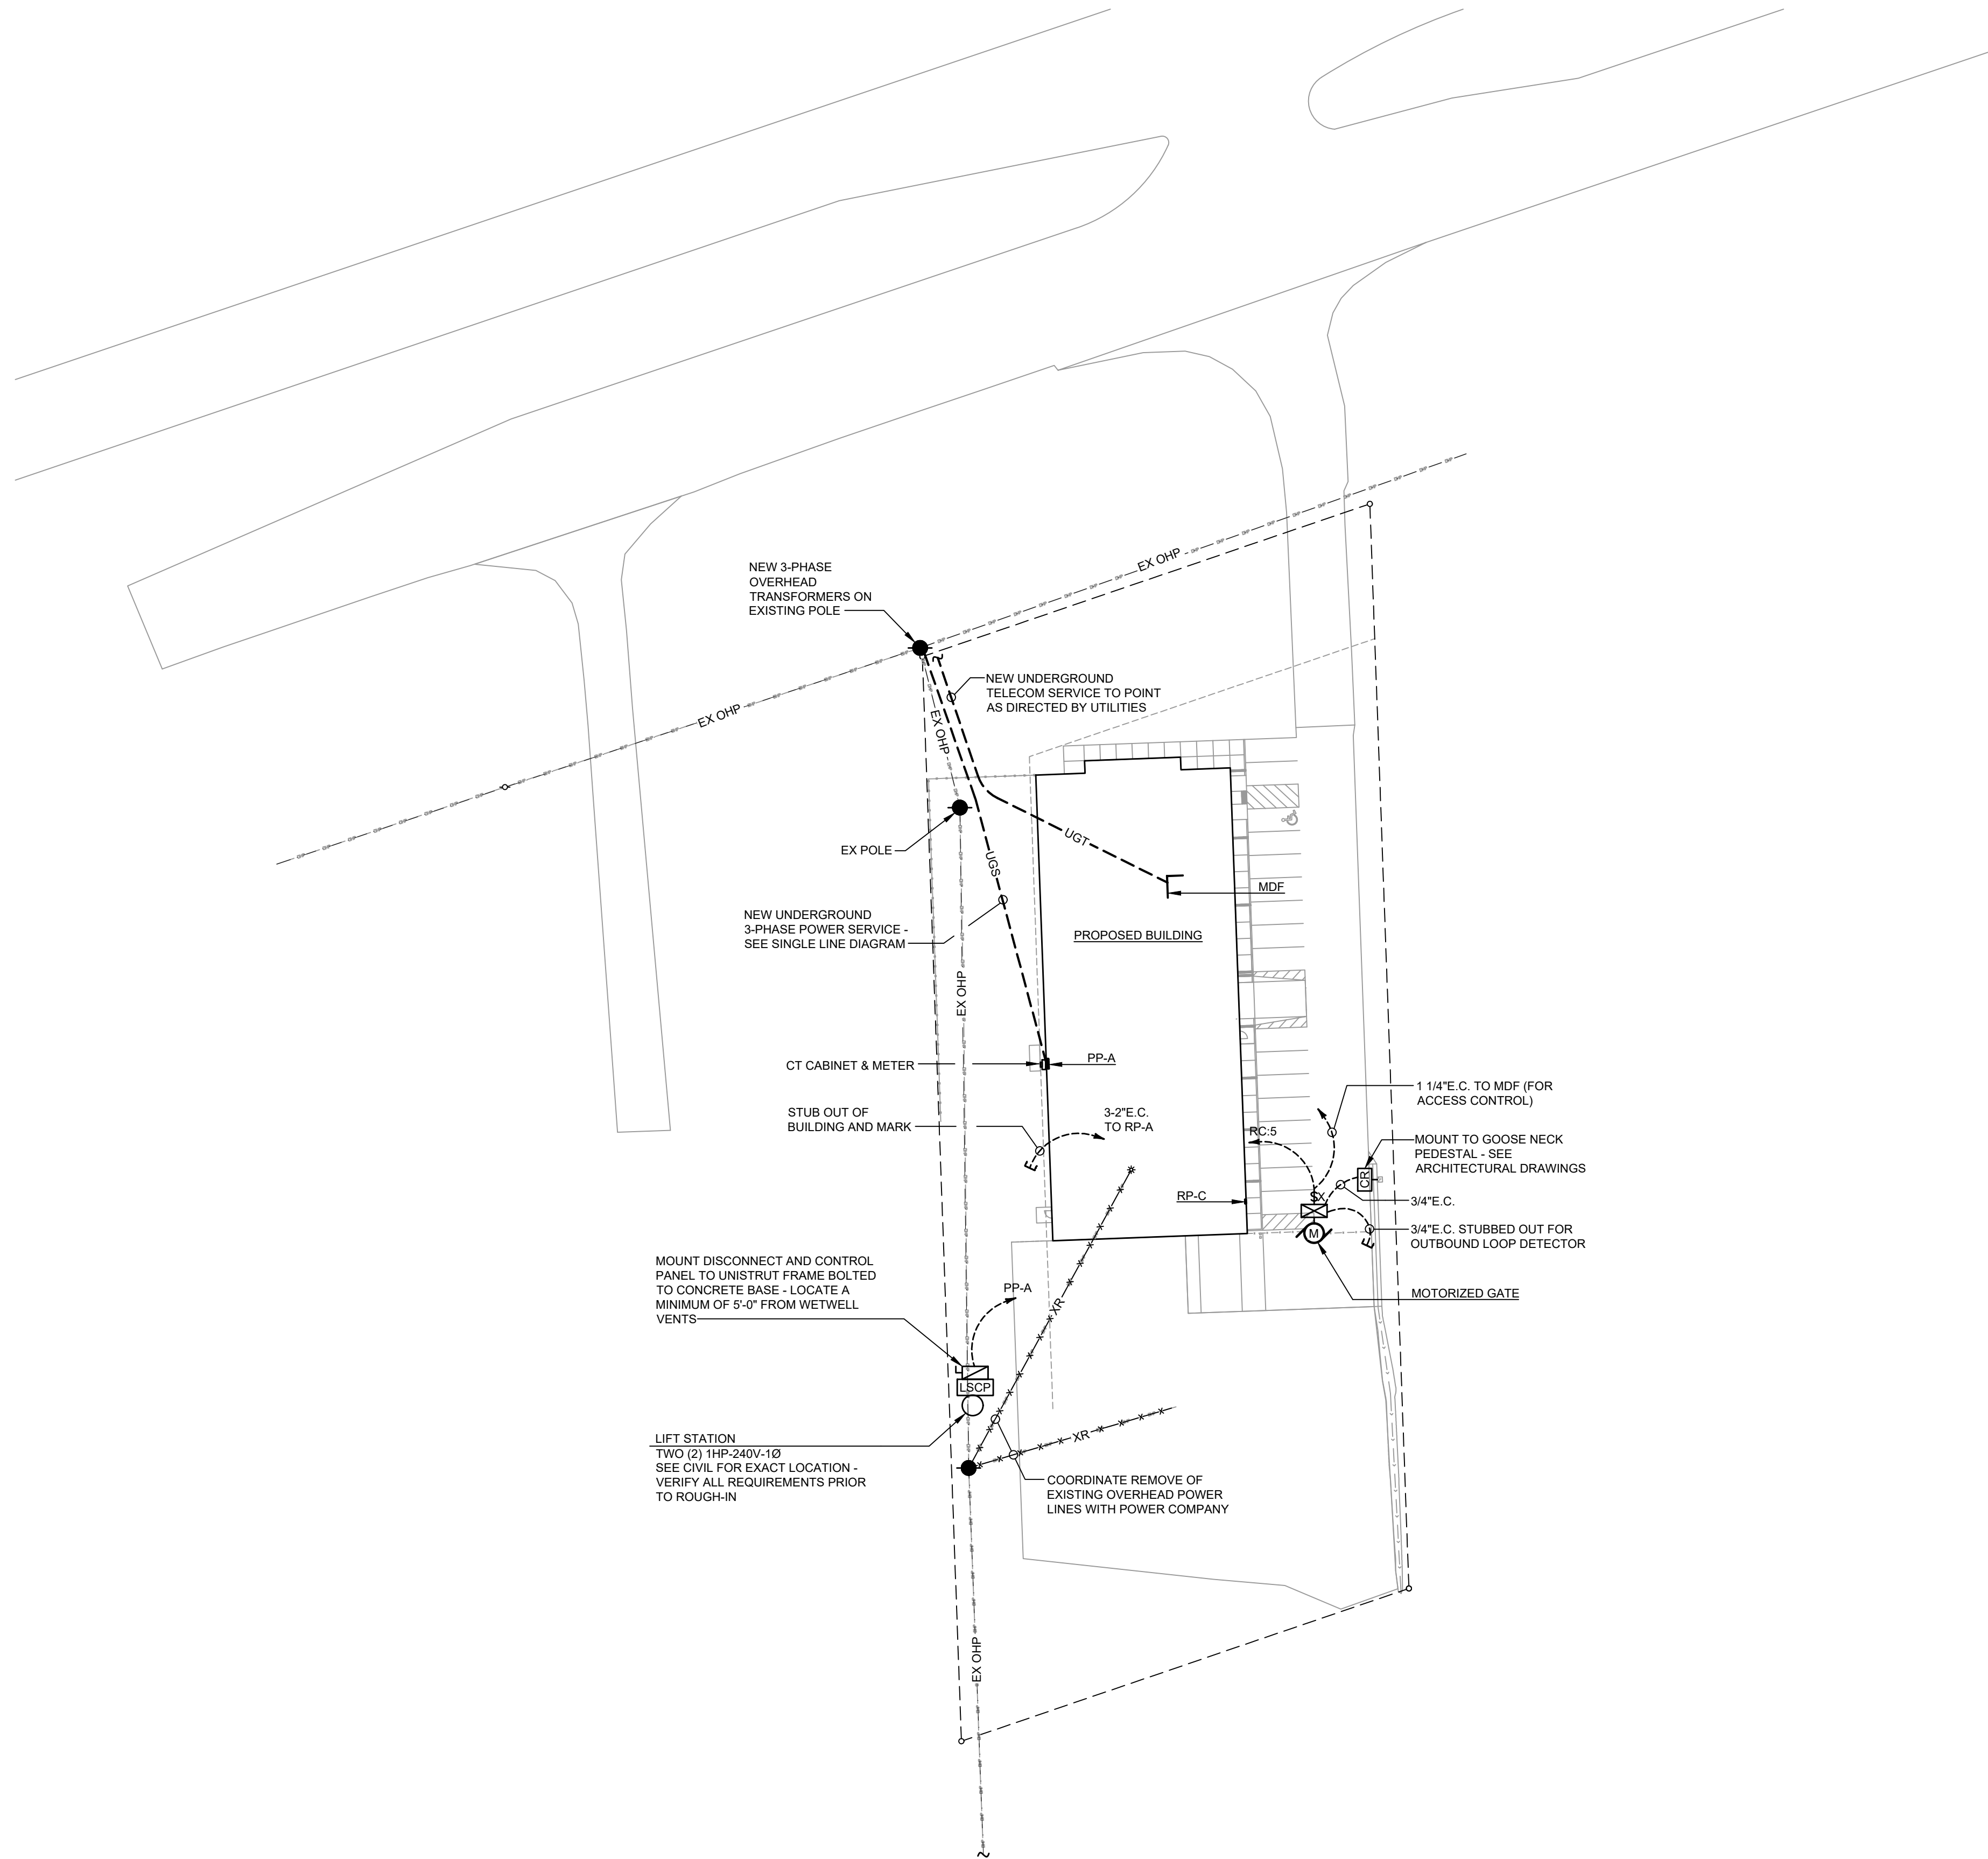 EX OHP
NEW 3-PHASE
OVERHEAD
TRANSFORMERS ON
EXISTING POLE
NEW UNDERGROUND
TELECOM SERVICE TO POINT
AS DIRECTED BY UTILITIES
EX OHP
EX OHP
EX POLE
UGT
UGS
MDF
NEW UNDERGROUND
3-PHASE POWER SERVICE -
SEE SINGLE LINE DIAGRAM
PROPOSED BUILDING
EX OHP
CT CABINET & METER
PP-A
STUB OUT OF
BUILDING AND MARK
3-2"E.C.
TO RP-A
E
RC:5
1 1/4"E.C. TO MDF (FOR
ACCESS CONTROL)
MOUNT TO GOOSE NECK
PEDESTAL - SEE
ARCHITECTURAL DRAWINGS
CR
RP-C
SX
3/4"E.C.
M
E
3/4"E.C. STUBBED OUT FOR
OUTBOUND LOOP DETECTOR
MOTORIZED GATE
MOUNT DISCONNECT AND CONTROL
PANEL TO UNISTRUT FRAME BOLTED
TO CONCRETE BASE - LOCATE A
MINIMUM OF 5'-0" FROM WETWELL
VENTS
PP-A
XR
LSCP
LIFT STATION
TWO (2) 1HP-240V-1Ø
SEE CIVIL FOR EXACT LOCATION -
VERIFY ALL REQUIREMENTS PRIOR
TO ROUGH-IN
XR
COORDINATE REMOVE OF
EXISTING OVERHEAD POWER
LINES WITH POWER COMPANY
EX OHP